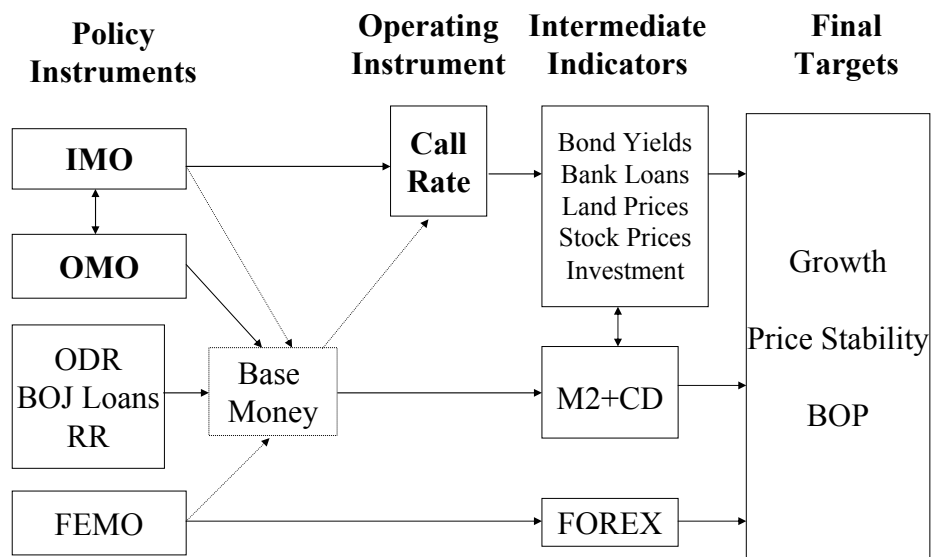 Policy
Instruments
Operating
Instrument
Intermediate
Indicators
Final
Targets
IMO
OMO
ODR
BOJ Loans
RR
FEMO
Base
Money
Call
Rate
Bond Yields
Bank Loans
Land Prices
Stock Prices
Investment
M2+CD
FOREX
Growth
Price Stability
BOP